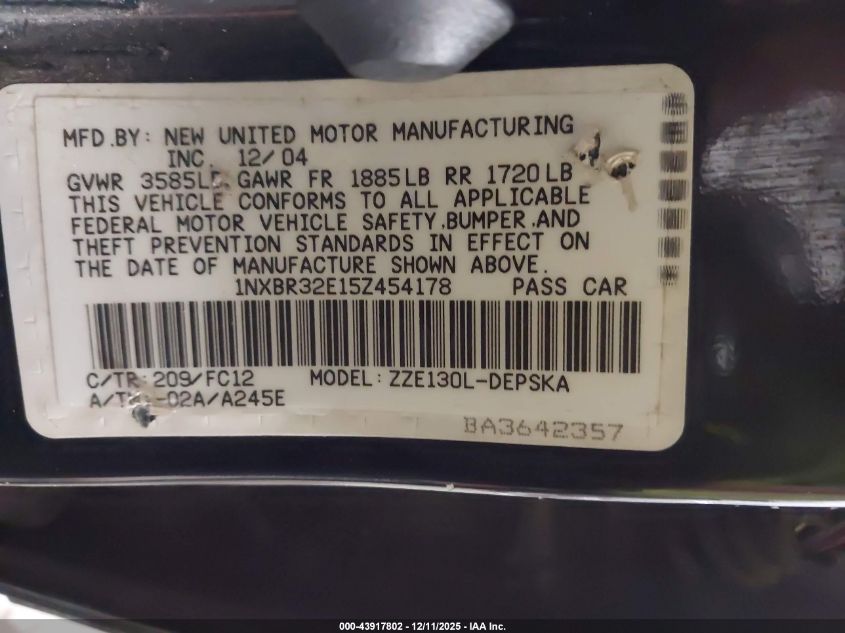 MFD.BY: NEW UNITED MOTOR MANUFACTURING
INC. 12/04
GVWR 3585LB GAWR FR 1885LB RR 1720LB
THIS VEHICLE CONFORMS TO ALL APPLICABLE
FEDERAL MOTOR VEHICLE SAFETY,BUMPER,AND
THEFT PREVENTION STANDARDS IN EFFECT ON
THE DATE OF MANUFACTURE SHOWN ABOVE.
1NXBR32E15Z454178 PASS CAR
C/TR: 209/FC12 MODEL: ZZE130L-DEPSKA
-02A/A245E
BA3642357
000-43917802 - 12/11/2025 - IAA Inc.